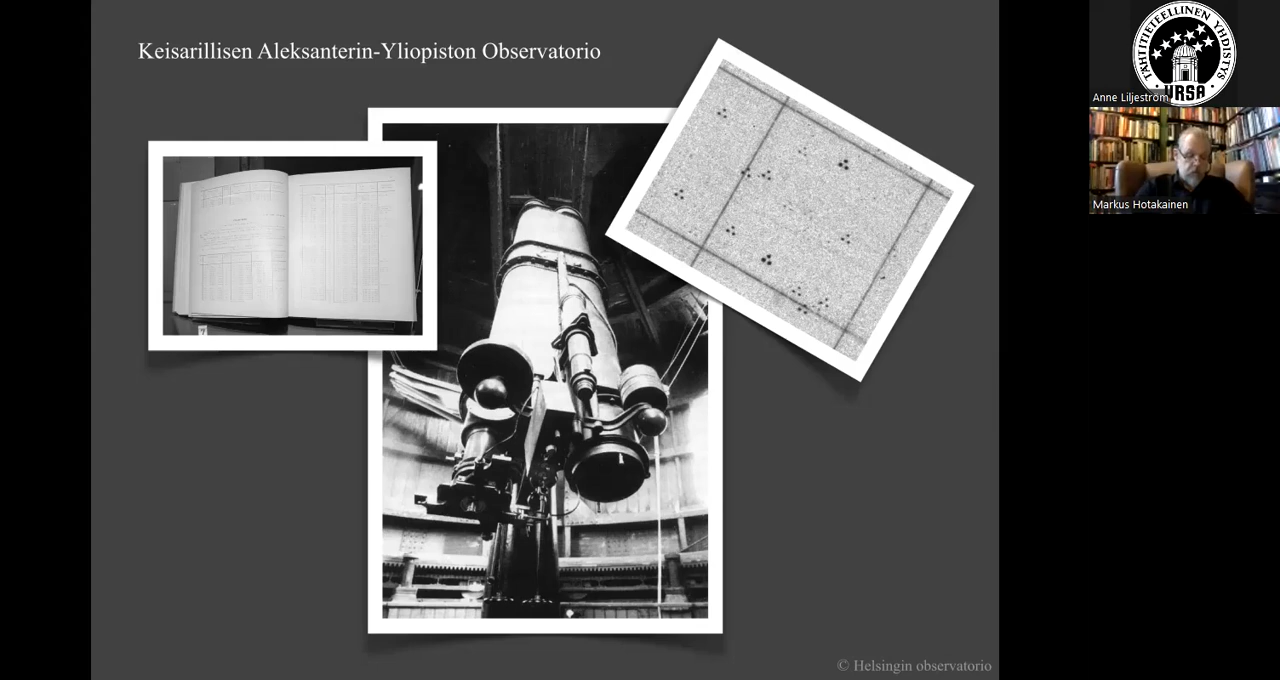 Keisarillisen Aleksanterin-Yliopiston Observatorio
© Helsingin observatorio
TÄHTITIETEELLINEN YHDISTYS
URSA
Anne Liljeström
Markus Hotakainen